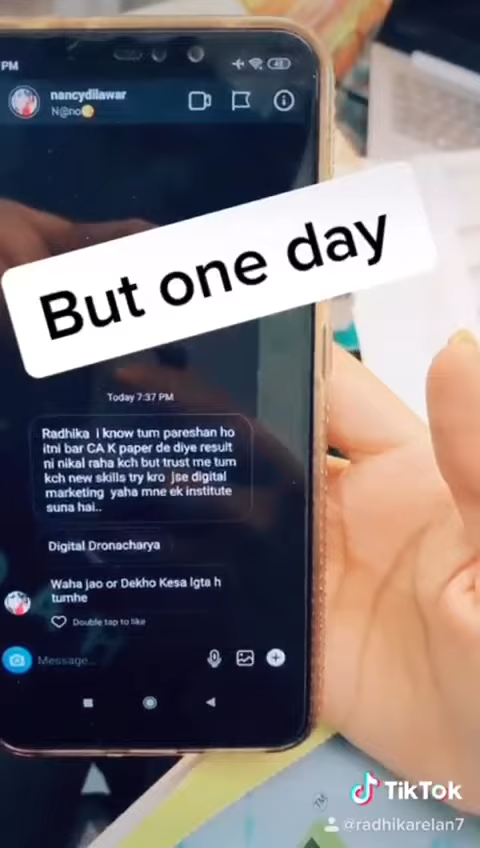 PM
nancydilawar
N@no
But one day
Today 7:37 PM
Radhika i know tum pareshan ho
itni bar CA K paper de diye result
ni nikal raha kch but trust me tum
kch new skills try kro jse digital
marketing yaha mne ek institute
suna hai..
Digital Dronacharya
Waha jao or Dekho Kesa lgta h
tumhe
Double tap to like
Message...
TM
TikTok
@radhikarelan7